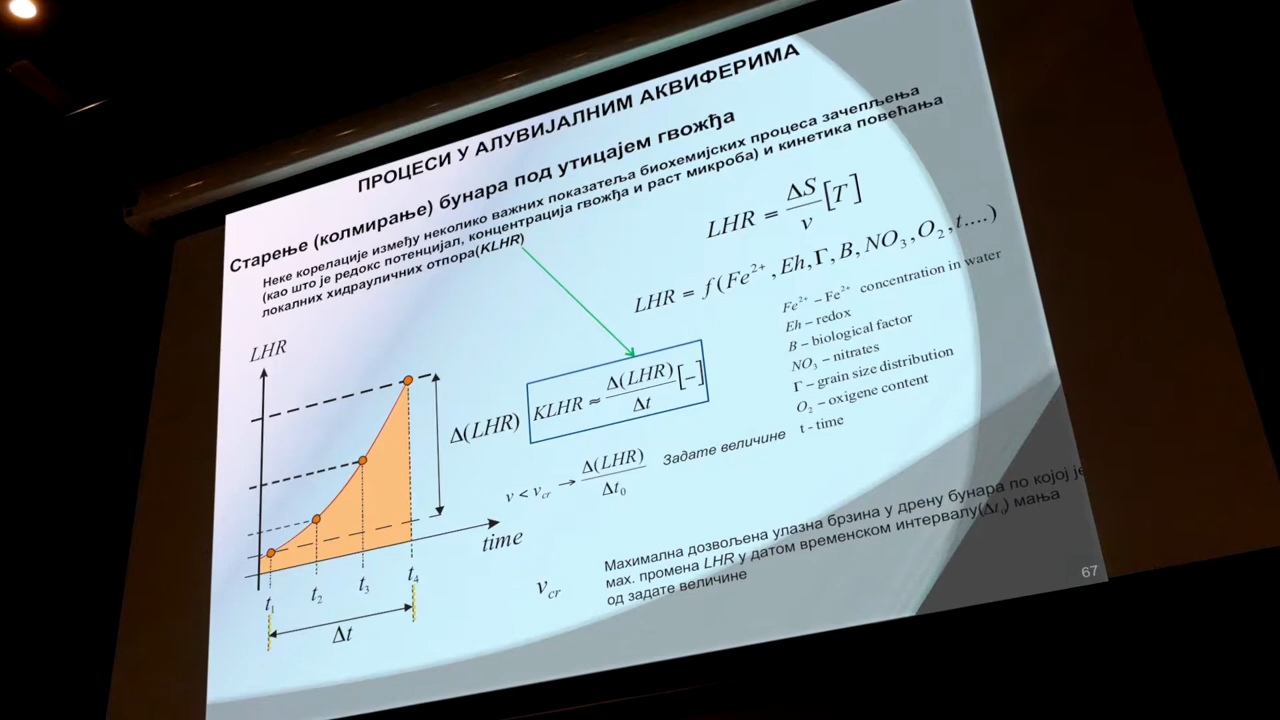 ПРОЦЕСИ У АЛУВИЈАЛНИМ АКВИФЕРИМА
Старење (колмирање) бунара под утицајем гвожђа
Неке корелације између неколико важних показатеља биохемијских процеса зачепљења
(као што је редокс потенцијал, концентрација гвожђа и раст микроба) и кинетика повећања
локалних хидрауличних отпора(KLHR)
LHR = ΔS/v [T]
LHR = f(Fe²⁺, Eh, Γ, B, NO₃, O₂, t....)
Fe²⁺ – Fe²⁺ concentration in water
Eh – redox
B – biological factor
NO₃ – nitrates
Γ – grain size distribution
O₂ – oxigene content
t - time
LHR
Δ(LHR)
time
t₁ t₂ t₃ t₄
Δt
KLHR ≈ Δ(LHR)/Δt [–]
v < v_cr → Δ(LHR)/Δt₀ Задате величине
v_cr
Махимална дозвољена улазна брзина у дрену бунара по којој је
мах. промена LHR у датом временском интервалу(Δt₀) мања
од задате величине
67